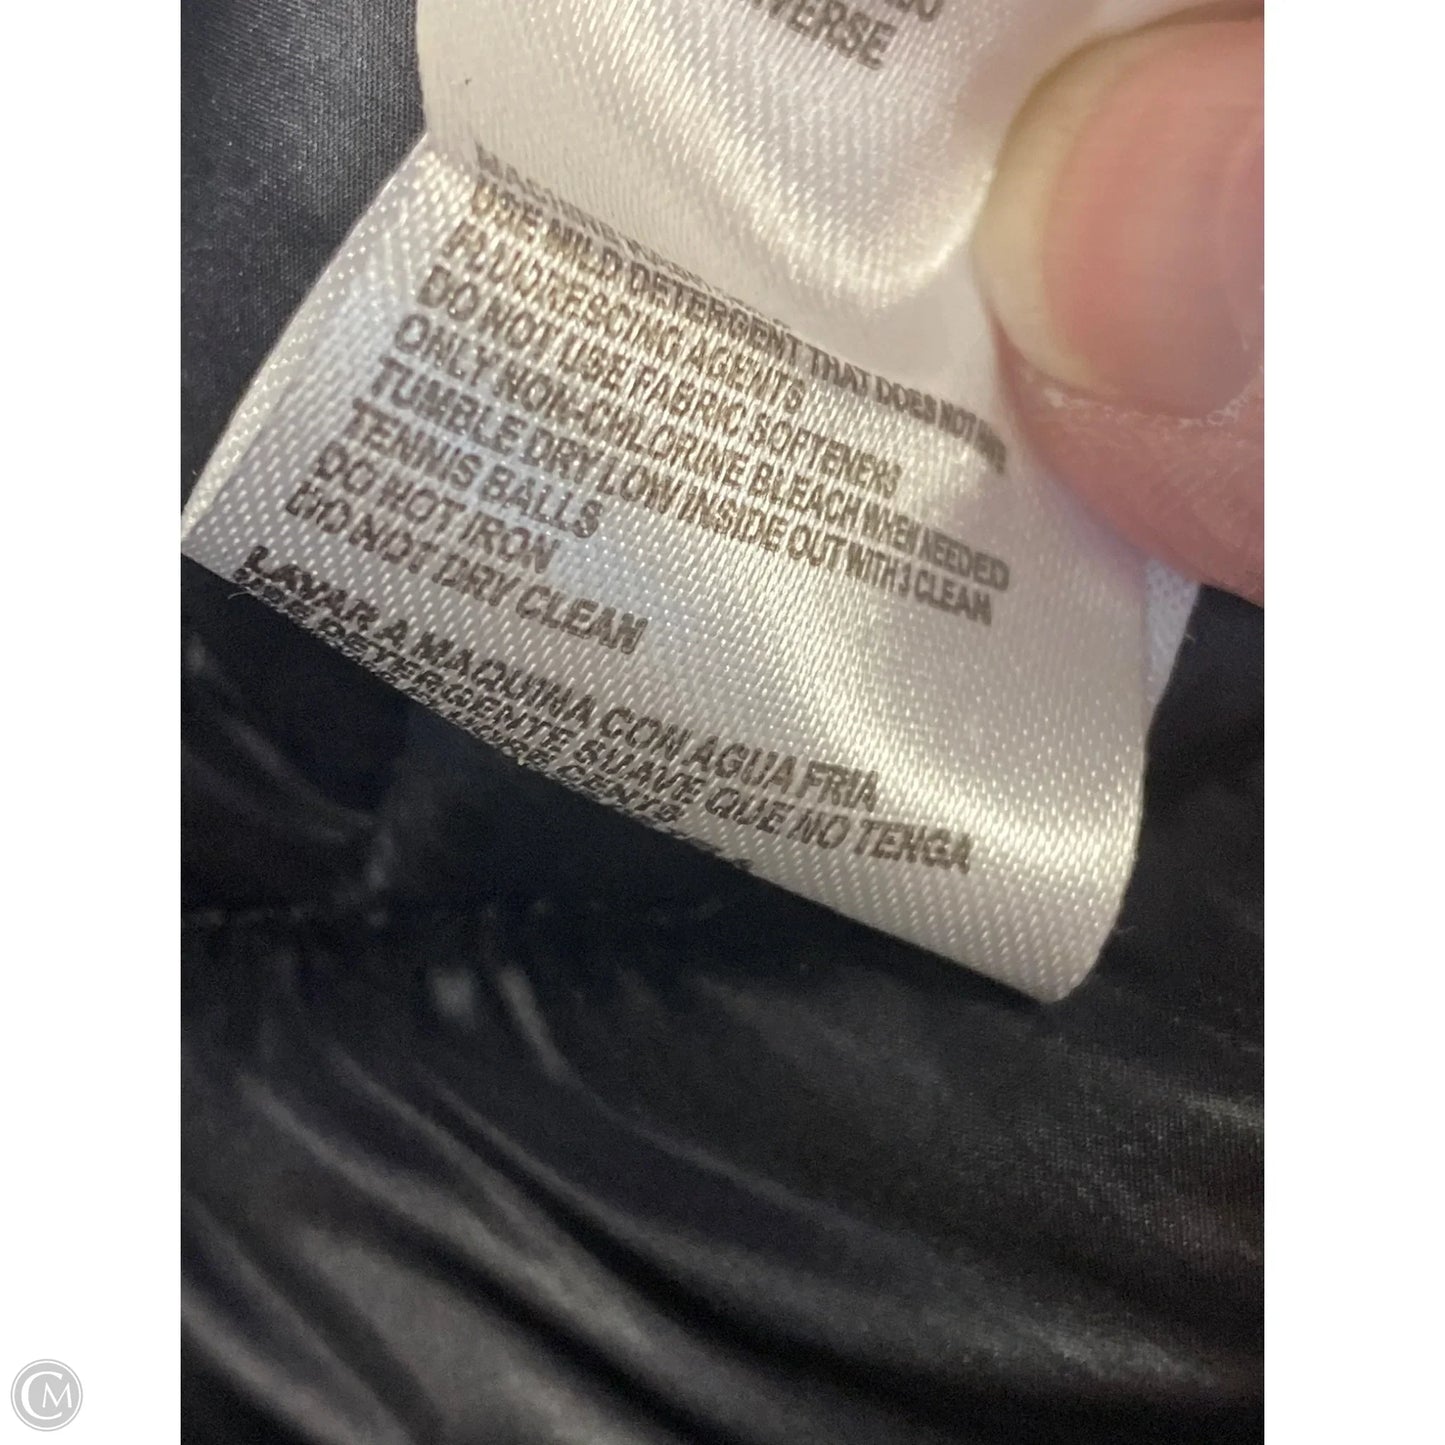 VERSE
USE MILD DETERGENT THAT DOES NOT HAVE
FLUORESCING AGENTS
DO NOT USE FABRIC SOFTENERS
ONLY NON-CHLORINE BLEACH WHEN NEEDED
TUMBLE DRY LOW INSIDE OUT WITH 3 CLEAN
TENNIS BALLS
DO NOT IRON
DO NOT DRY CLEAN
LAVAR A MAQUINA CON AGUA FRIA
DETERGENTE SUAVE QUE NO TENGA
CM